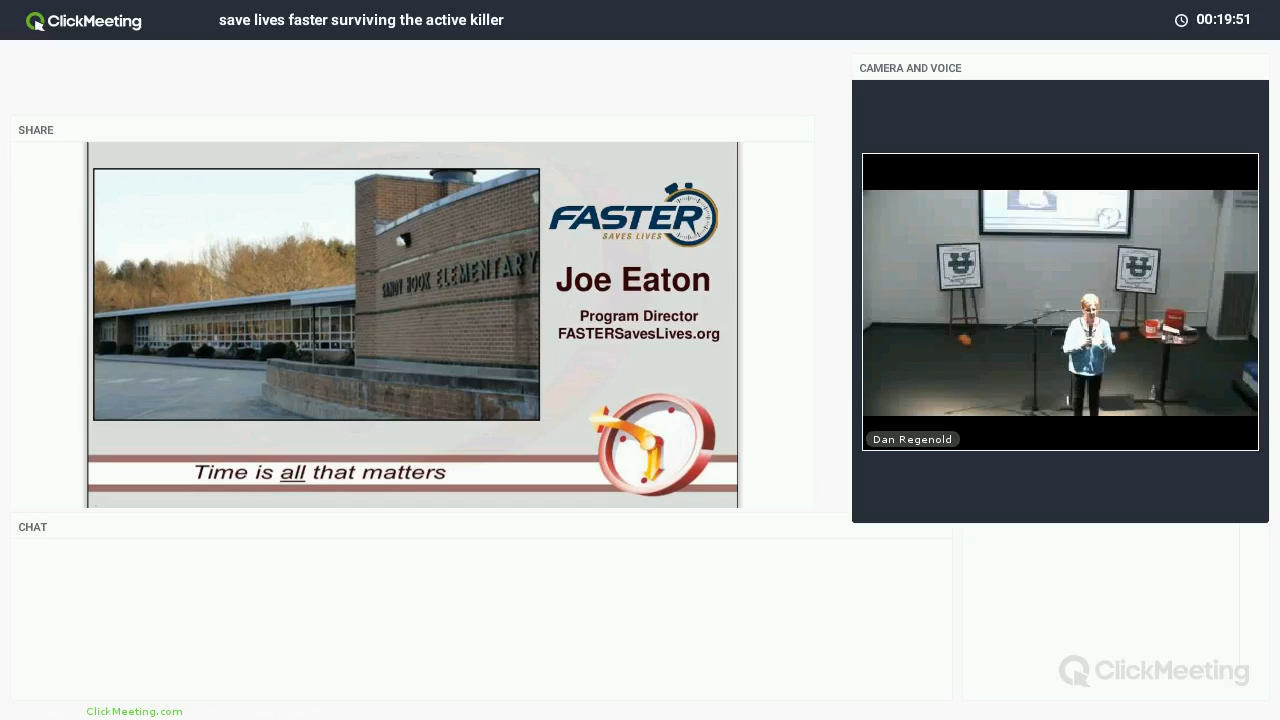 ClickMeeting
save lives faster surviving the active killer
00:19:51
CAMERA AND VOICE
SHARE
SANDY HOOK ELEMENTARY
FASTER
SAVES LIVES
Joe Eaton
Program Director
FASTERSavesLives.org
Time is all that matters
Dan Regenold
CHAT
ClickMeeting
ClickMeeting.com